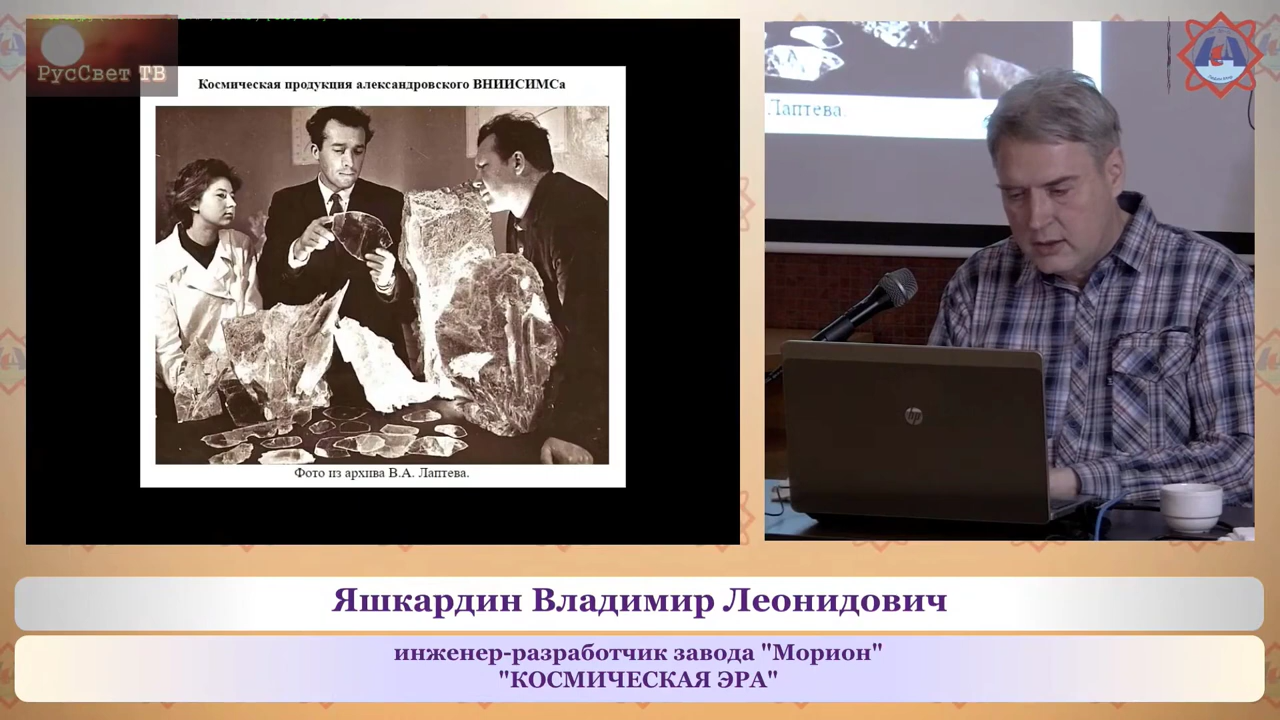 РусСвет ТВ
Космическая продукция александровского ВНИИСИМСа
Фото из архива В.А. Лаптева.
Лаптева.
hp
Яшкардин Владимир Леонидович
инженер-разработчик завода "Морион"
"КОСМИЧЕСКАЯ ЭРА"